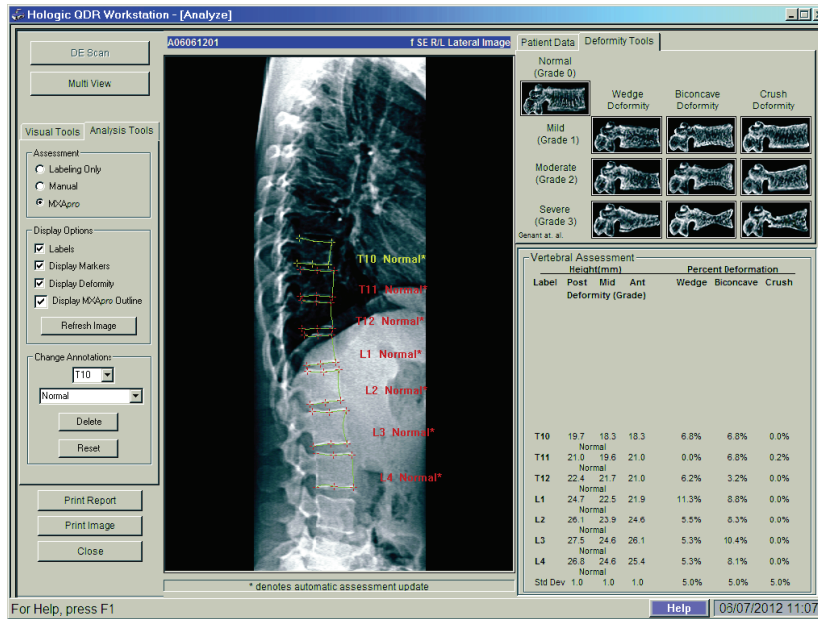 Hologic QDR Workstation - [Analyze]
DE Scan
Multi View
Visual Tools Analysis Tools
Assessment
Labeling Only
Manual
MXApro
Display Options
Labels
Display Markers
Display Deformity
Display MXApro Outline
Refresh Image
Change Annotations
T10
Normal
Delete
Reset
Print Report
Print Image
Close
A06061201 f SE R/L Lateral Image
T10 Normal*
T11 Normal*
T12 Normal*
L1 Normal*
L2 Normal*
L3 Normal*
L4 Normal*
* denotes automatic assessment update
Patient Data Deformity Tools
Normal
(Grade 0)
Wedge Deformity
Biconcave Deformity
Crush Deformity
Mild
(Grade 1)
Moderate
(Grade 2)
Severe
(Grade 3)
Genant at. al.
Vertebral Assessment
Height(mm) Percent Deformation
Label Post Mid Ant Wedge Biconcave Crush
Deformity (Grade)
T10 19.7 18.3 18.3 6.8% 6.8% 0.0%
Normal
T11 21.0 19.6 21.0 0.0% 6.8% 0.2%
Normal
T12 22.4 21.7 21.0 6.2% 3.2% 0.0%
Normal
L1 24.7 22.5 21.9 11.3% 8.8% 0.0%
Normal
L2 26.1 23.9 24.6 5.5% 8.3% 0.0%
Normal
L3 27.5 24.6 26.1 5.3% 10.4% 0.0%
Normal
L4 26.8 24.6 25.4 5.3% 8.1% 0.0%
Normal
Std Dev 1.0 1.0 1.0 5.0% 5.0% 5.0%
For Help, press F1
Help
06/07/2012 11:07